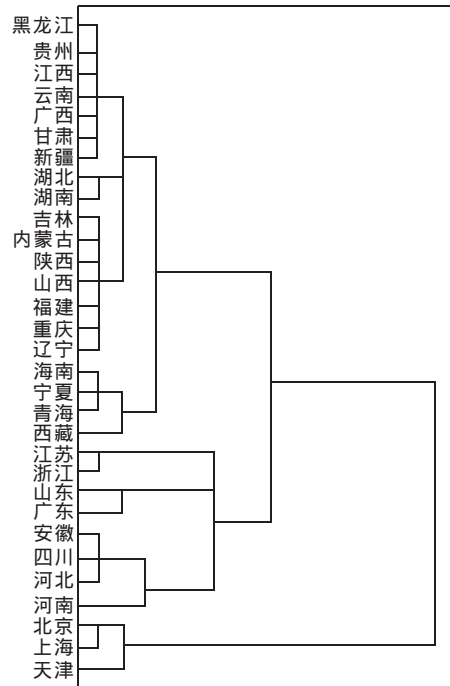 黑龙江
贵州
江西
云南
广西
甘肃
新疆
湖北
湖南
吉林
内蒙古
陕西
山西
福建
重庆
辽宁
海南
宁夏
青海
西藏
江苏
浙江
山东
广东
安徽
四川
河北
河南
北京
上海
天津